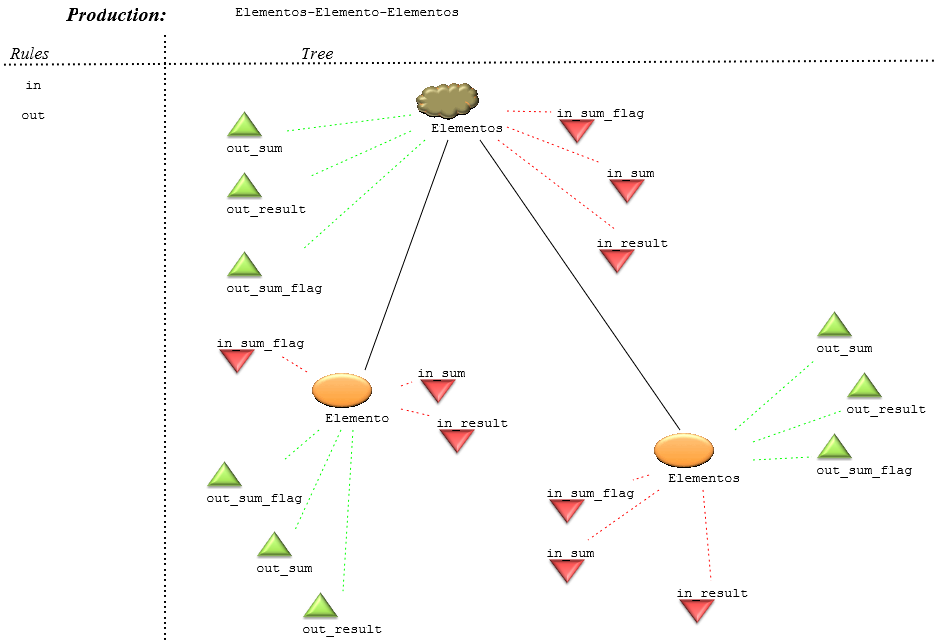 Production: Elementos-Elemento-Elementos
Rules Tree
in
out
Elementos
in_sum_flag
out_sum
in_sum
out_result
in_result
out_sum_flag
in_sum_flag
out_sum
in_sum
out_result
Elemento
in_result
out_sum_flag
Elementos
out_sum_flag
in_sum_flag
in_sum
out_sum
in_result
out_result